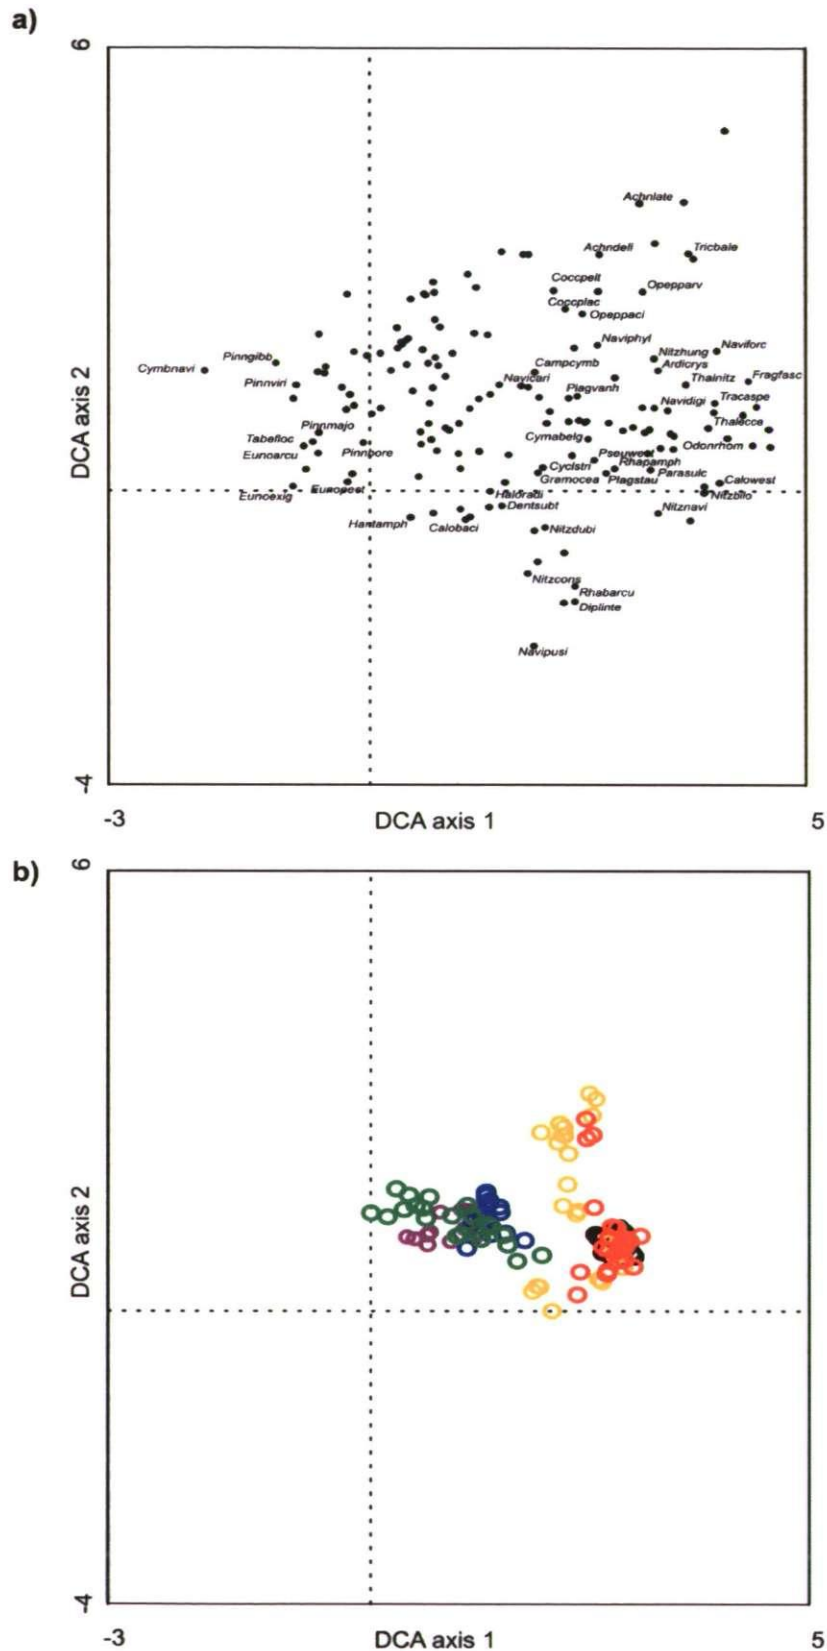 a)
6
Achnlate
Achndeli
Tricbale
Coccpelt
Opepparv
Coccplac
Opeppaci
Naviphyl
Nitzhung
Naviforc
Pinngibb
Campcymb
Ardicrys
Cymbnavi
Pinnviri
Navicari
Thalnitz
Fragfasc
Plagvanh
Navidigi
Tracaspe
Pinnmajo
Thalecce
Tabefloc
Cymabelg
Eunoarcu
Pinnbore
Pseuwest
Odonrhom
Cyclstri
Rhapamph
Gramocea
Plagstau
Parasulc
Calowest
Eunoexig
Eunopect
Haloradi
Nitzbilo
Dentsubt
Nitznavi
Hantamph
Calobaci
Nitzdubi
Nitzcons
Rhabarcu
Diplinte
Navipusi
DCA axis 2
-4
-3
DCA axis 1
5
b)
6
DCA axis 2
-4
-3
DCA axis 1
5